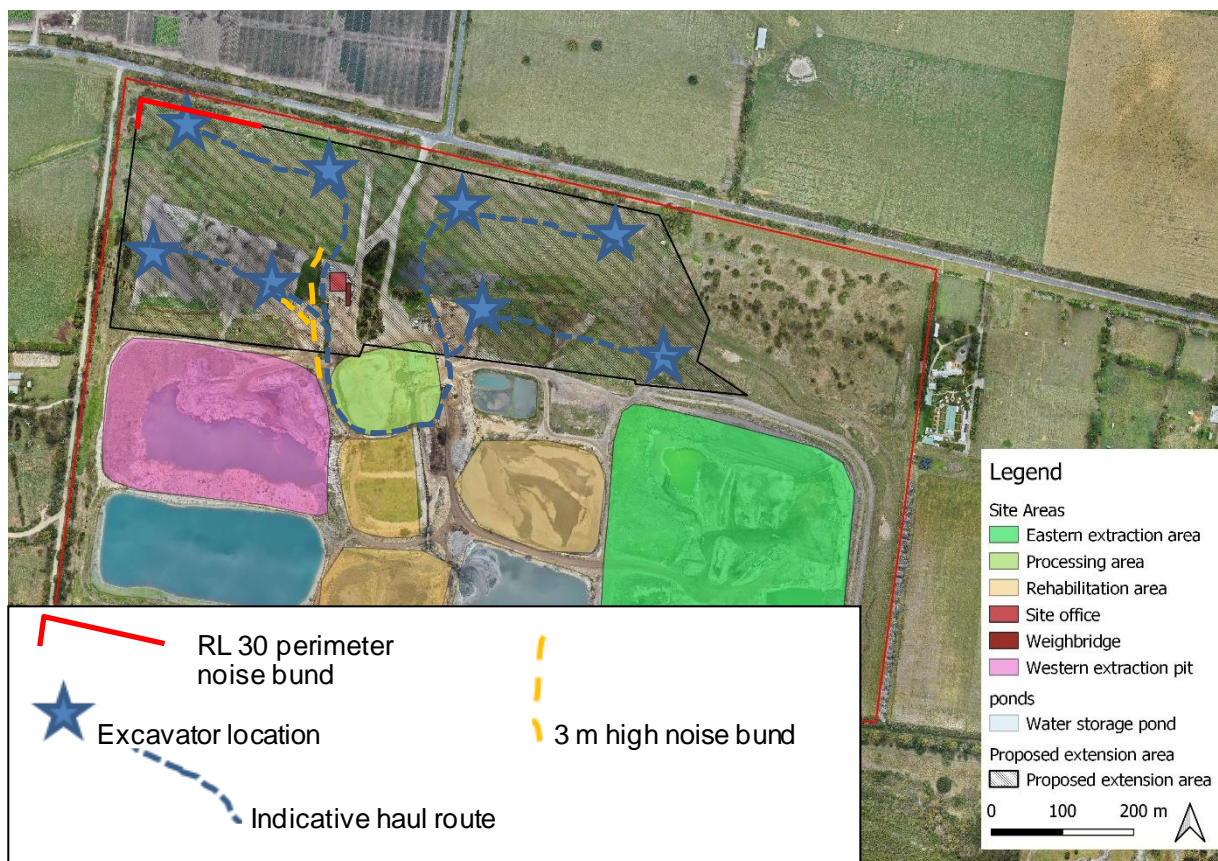 Legend
Site Areas
Eastern extraction area
Processing area
Rehabilitation area
Site office
Weighbridge
Western extraction pit
ponds
Water storage pond
Proposed extension area
Proposed extension area
0 100 200 m
RL 30 perimeter
noise bund
Excavator location
3 m high noise bund
Indicative haul route